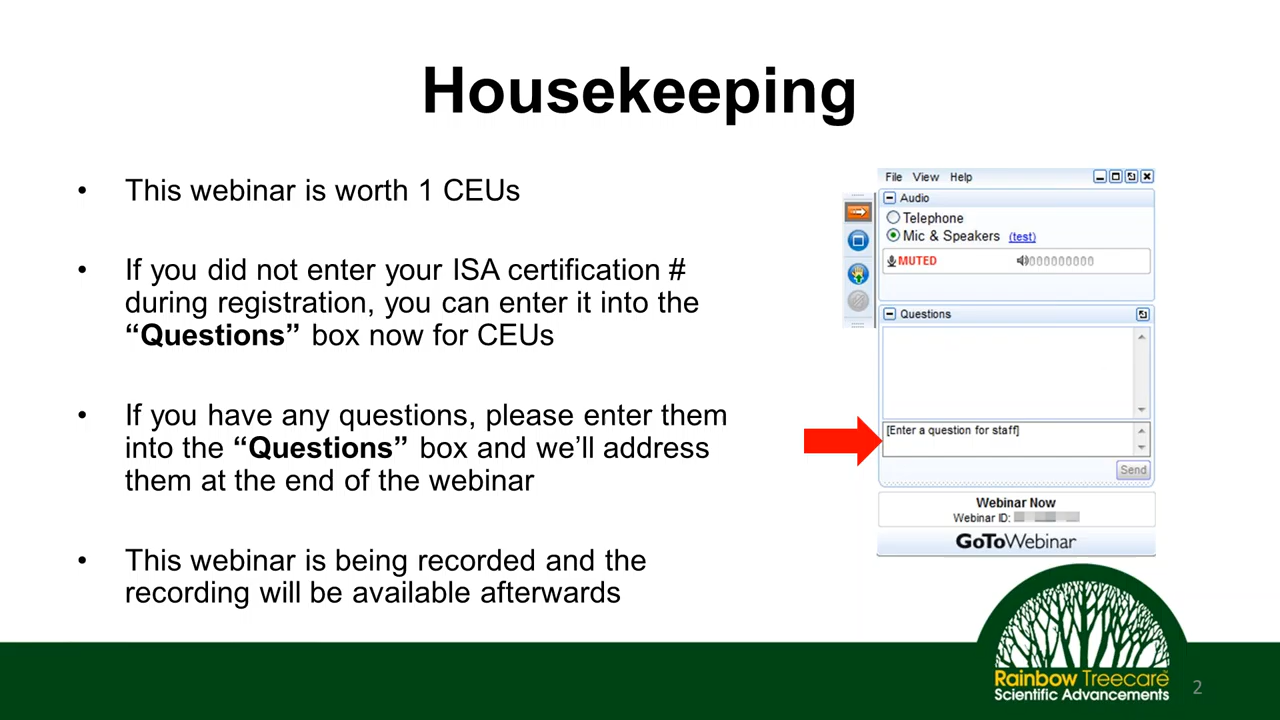 Housekeeping
• This webinar is worth 1 CEUs
• If you did not enter your ISA certification #
during registration, you can enter it into the
“Questions” box now for CEUs
• If you have any questions, please enter them
into the “Questions” box and we’ll address
them at the end of the webinar
• This webinar is being recorded and the
recording will be available afterwards
File View Help
Audio
Telephone
Mic & Speakers (test)
MUTED 000000000
Questions
[Enter a question for staff]
Send
Webinar Now
Webinar ID:
GoToWebinar
Rainbow Treecare
Scientific Advancements
2